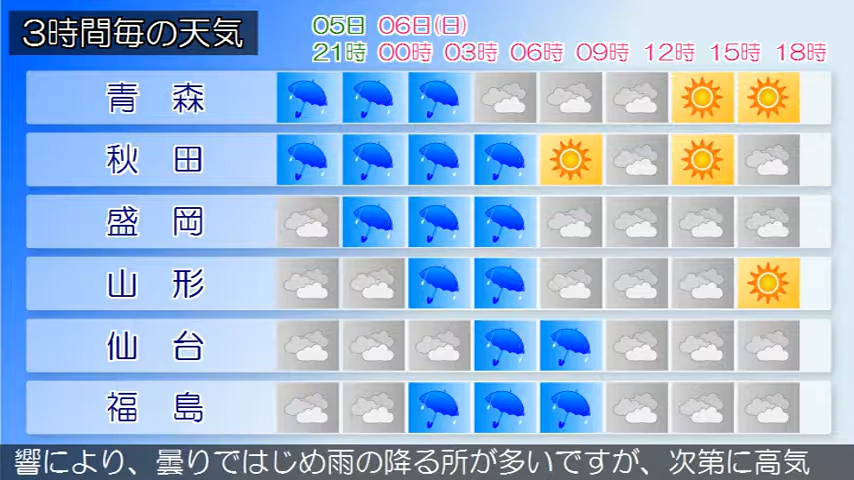 3時間毎の天気
05日 06日(日)
21時 00時 03時 06時 09時 12時 15時 18時
青森
秋田
盛岡
山形
仙台
福島
響により、曇りではじめ雨の降る所が多いですが、次第に高気